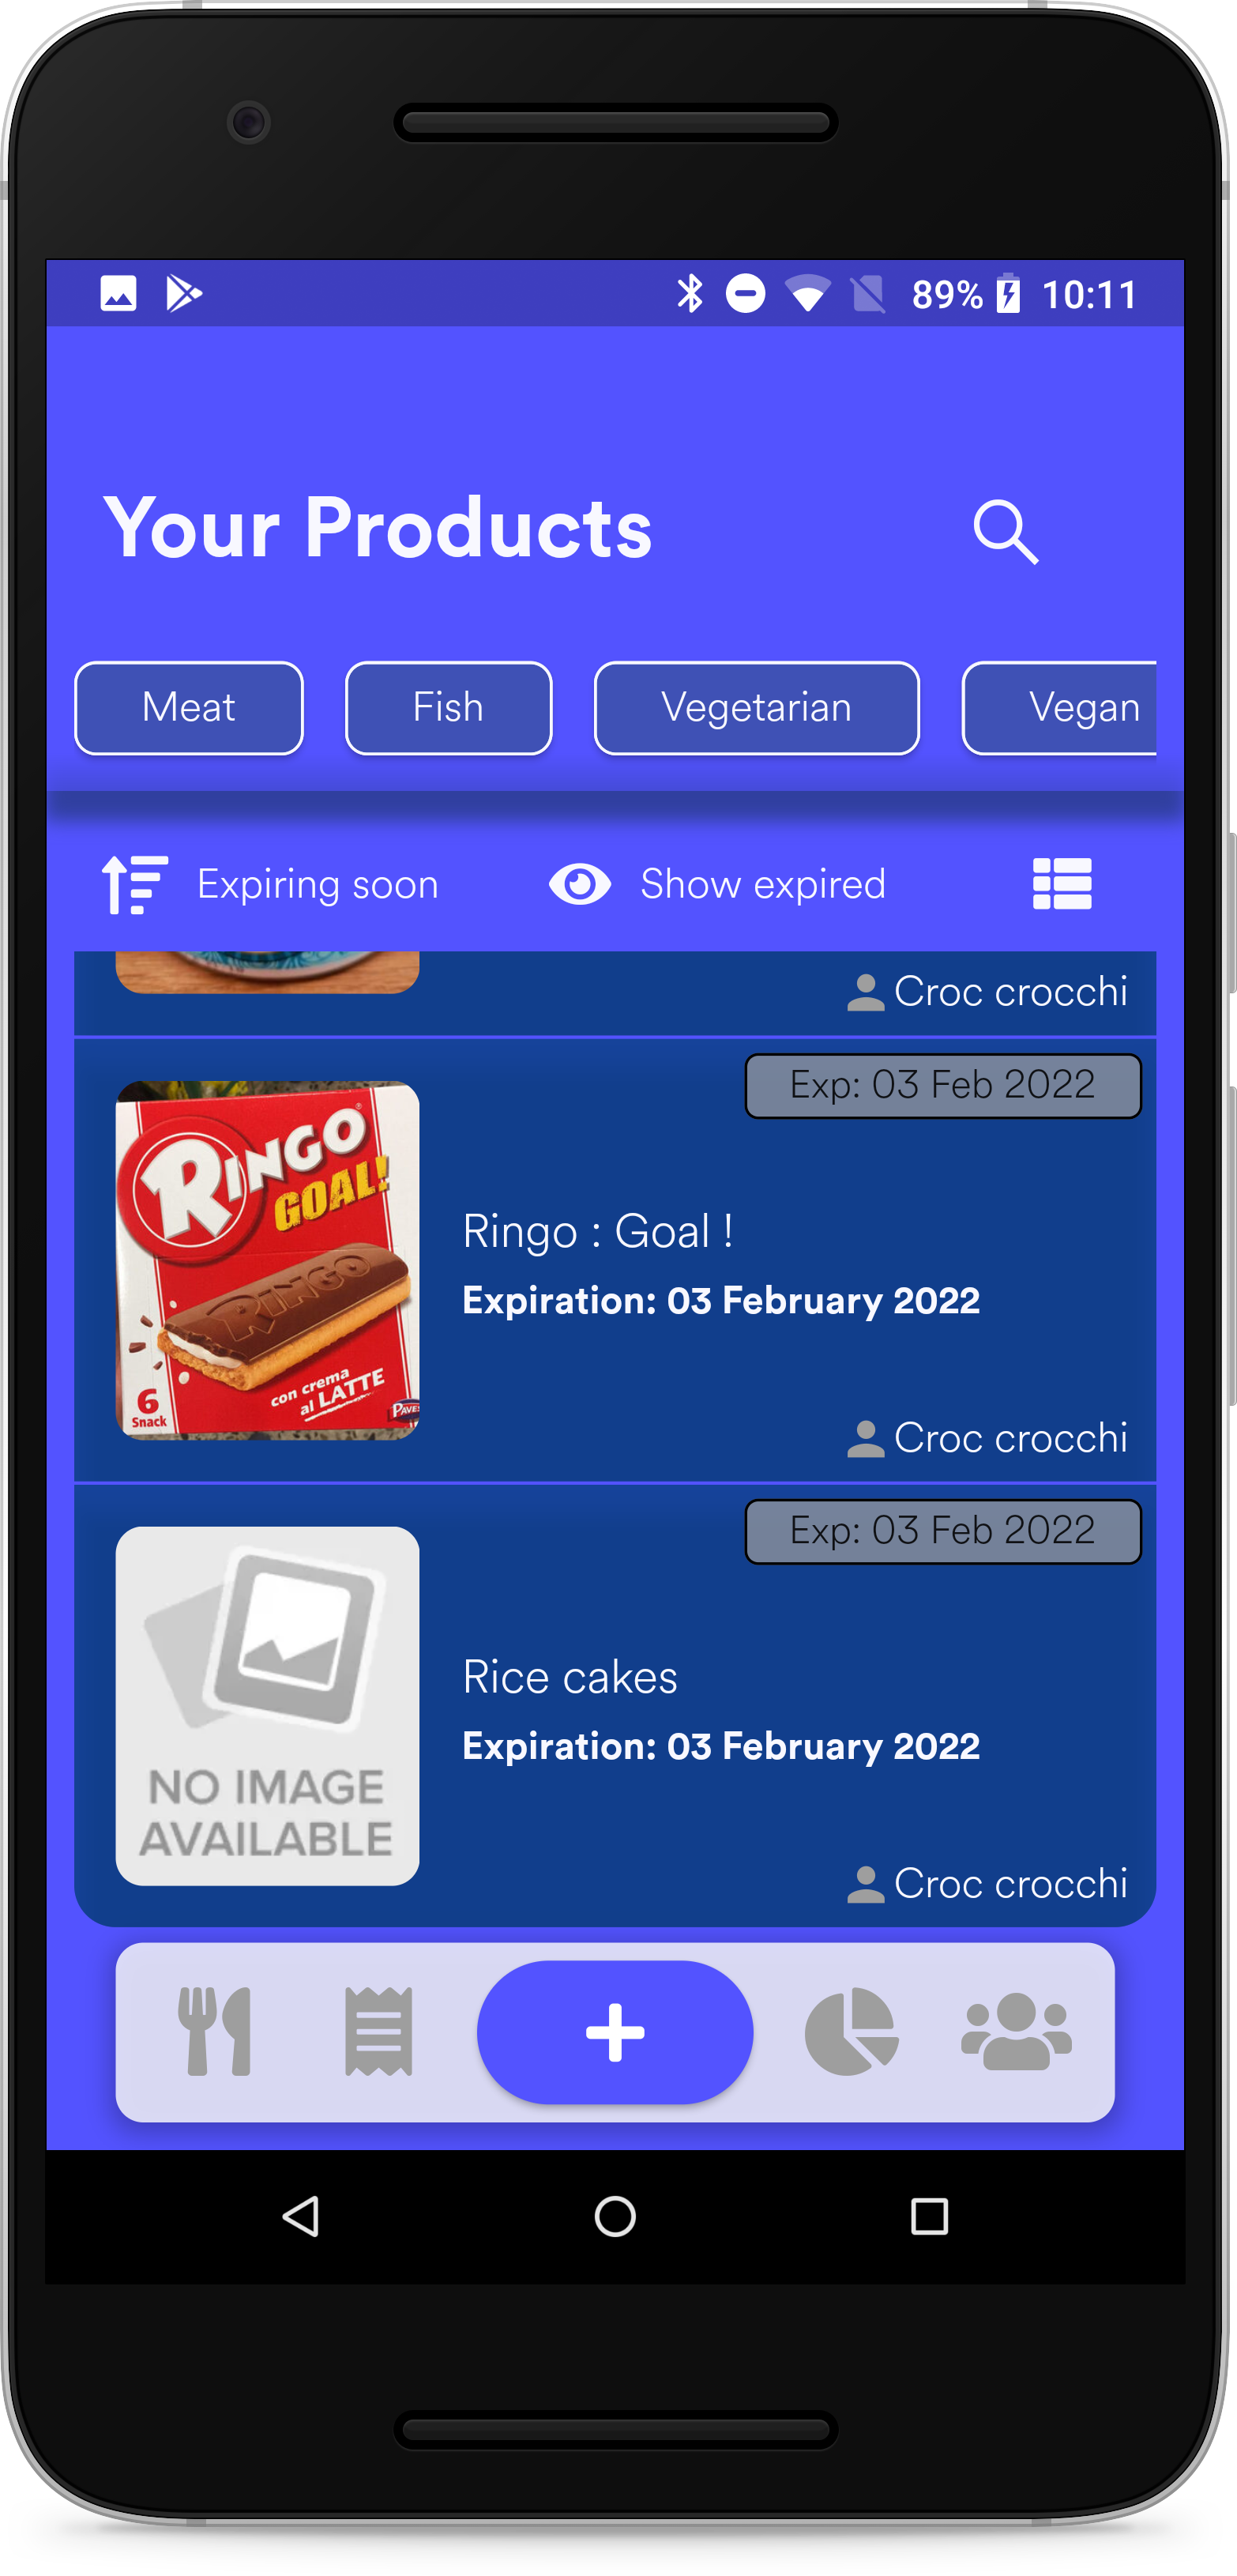 89% 10:11
Your Products
Meat Fish Vegetarian Vegan
Expiring soon Show expired
Croc crocchi
Exp: 03 Feb 2022
RINGO
GOAL!
RINGO
6
Snack
con crema
al LATTE
Ringo : Goal !
Expiration: 03 February 2022
Croc crocchi
Exp: 03 Feb 2022
NO IMAGE
AVAILABLE
Rice cakes
Expiration: 03 February 2022
Croc crocchi